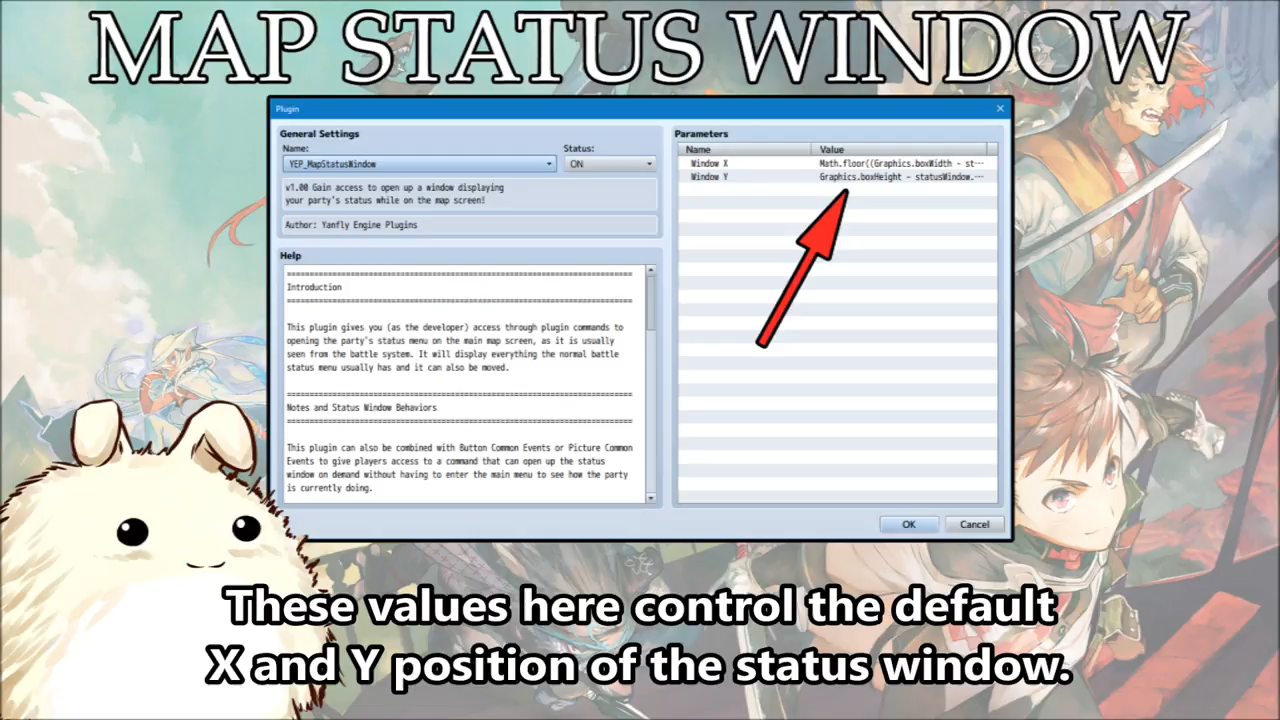 MAP STATUS WINDOW
Plugin
General Settings
Name:
Status:
YEP_MapStatusWindow
ON
v1.00 Gain access to open up a window displaying
your party's status while on the map screen!
Author: Yanfly Engine Plugins
Help
================================================================================
Introduction
================================================================================
This plugin gives you (as the developer) access through plugin commands to
opening the party's status menu on the main map screen, as it is usually
seen from the battle system. It will display everything the normal battle
status menu usually has and it can also be moved.
================================================================================
Notes and Status Window Behaviors
================================================================================
This plugin can also be combined with Button Common Events or Picture Common
Events to give players access to a command that can open up the status
window on demand without having to enter the main menu to see how the party
is currently doing.
Parameters
Name Value
Window X Math.floor((Graphics.boxWidth - st...
Window Y Graphics.boxHeight - statusWindow....
OK Cancel
These values here control the default
X and Y position of the status window.